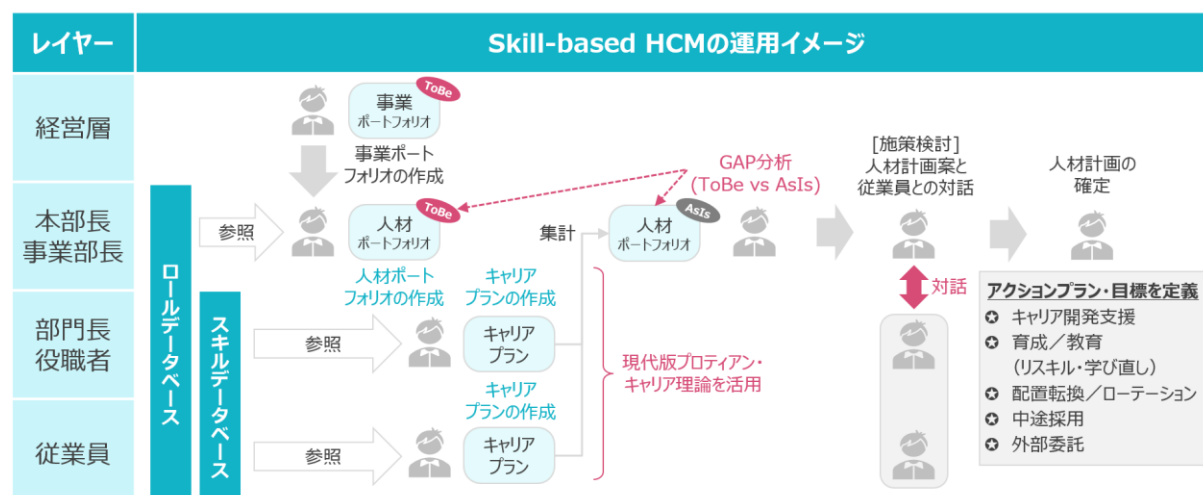 レイヤー
Skill-based HCMの運用イメージ
経営層
ToBe
事業
ポートフォリオ
事業ポート
フォリオの作成
本部長
事業部長
参照
ToBe
人材
ポートフォリオ
人材ポート
フォリオの作成
集計
AsIs
人材
ポートフォリオ
GAP分析
(ToBe vs AsIs)
[施策検討]
人材計画案と
従業員との対話
人材計画の
確定
対話
ロールデータベース
スキルデータベース
部門長
役職者
参照
キャリア
プランの作成
キャリア
プラン
従業員
参照
キャリア
プランの作成
キャリア
プラン
現代版プロティアン・
キャリア理論を活用
アクションプラン・目標を定義
✪ キャリア開発支援
✪ 育成／教育
(リスキル・学び直し)
✪ 配置転換／ローテーション
✪ 中途採用
✪ 外部委託